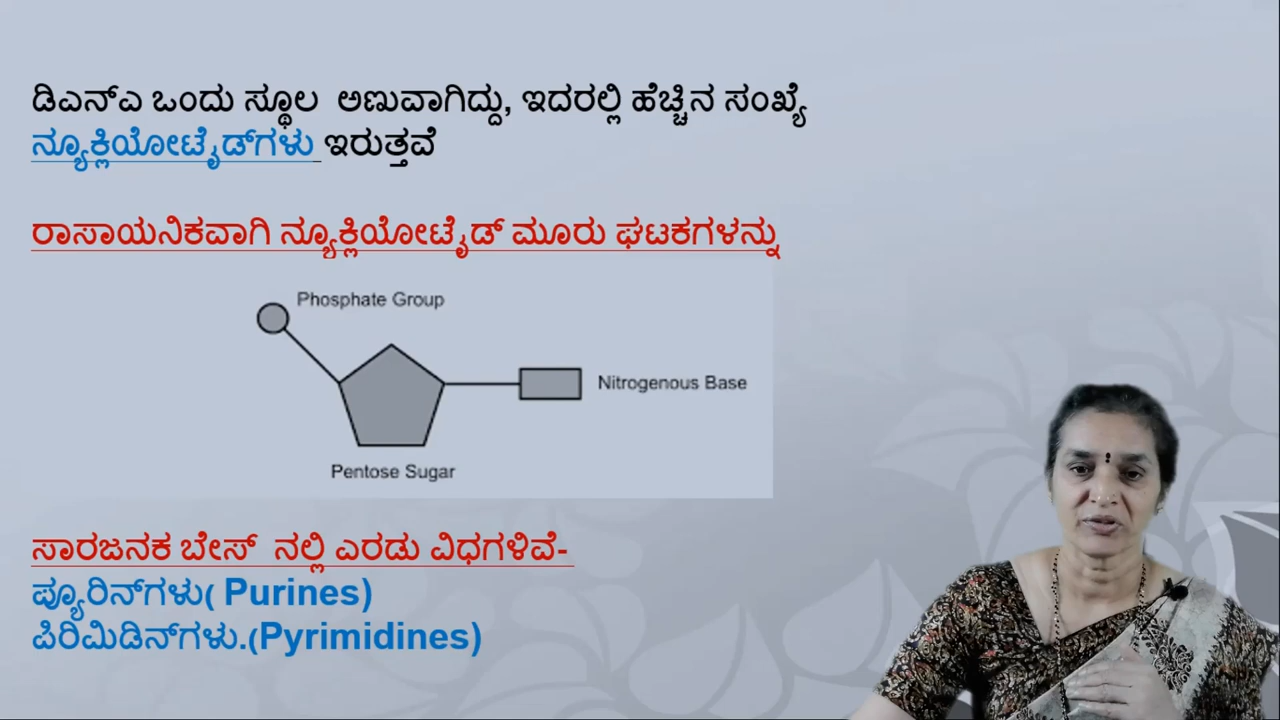 ಡಿಎನ್ಎ ಒಂದು ಸ್ಥೂಲ ಅಣುವಾಗಿದ್ದು, ಇದರಲ್ಲಿ ಹೆಚ್ಚಿನ ಸಂಖ್ಯೆ
ನ್ಯೂಕ್ಲಿಯೋಟೈಡ್‌ಗಳು ಇರುತ್ತವೆ
ರಾಸಾಯನಿಕವಾಗಿ ನ್ಯೂಕ್ಲಿಯೋಟೈಡ್ ಮೂರು ಘಟಕಗಳನ್ನು
Phosphate Group
Nitrogenous Base
Pentose Sugar
ಸಾರಜನಕ ಬೇಸ್ ನಲ್ಲಿ ಎರಡು ವಿಧಗಳಿವೆ-
ಪ್ಯೂರಿನ್‌ಗಳು( Purines)
ಪಿರಿಮಿಡಿನ್‌ಗಳು.(Pyrimidines)